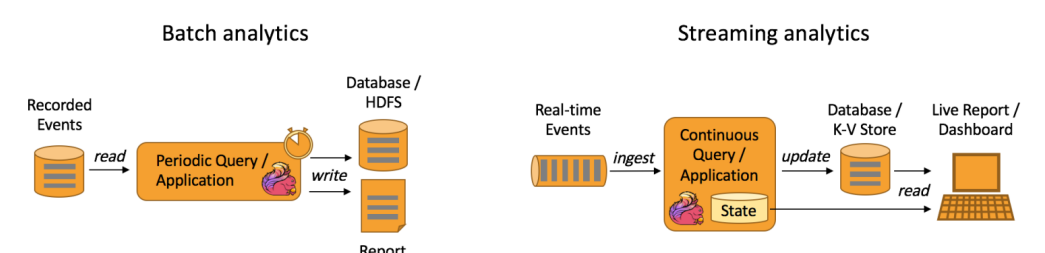 Batch analytics
Recorded
Events
read
Periodic Query /
Application
write
Database /
HDFS
Report
Streaming analytics
Real-time
Events
ingest
Continuous
Query /
Application
State
update
Database /
K-V Store
read
Live Report /
Dashboard